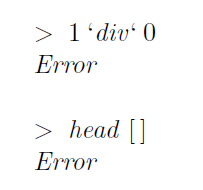 > 1 ‘div‘ 0
Error
> head [ ]
Error